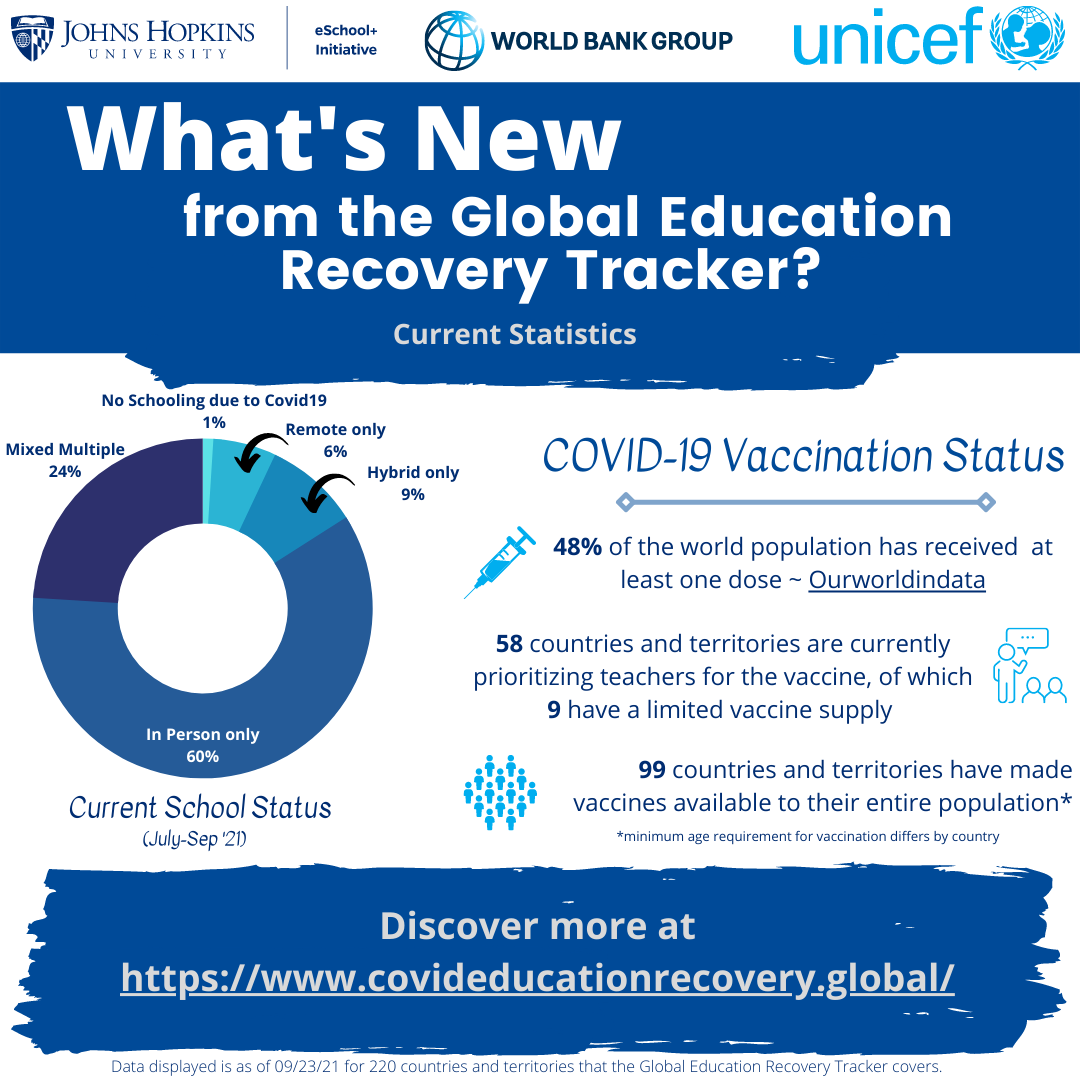 JOHNS HOPKINS
UNIVERSITY
eSchool+
Initiative
WORLD BANK GROUP
unicef
What's New
from the Global Education
Recovery Tracker?
Current Statistics
No Schooling due to Covid19
1%
Remote only
6%
Hybrid only
9%
Mixed Multiple
24%
In Person only
60%
Current School Status
(July-Sep '21)
COVID-19 Vaccination Status
48% of the world population has received at
least one dose ~ Ourworldindata
58 countries and territories are currently
prioritizing teachers for the vaccine, of which
9 have a limited vaccine supply
99 countries and territories have made
vaccines available to their entire population*
*minimum age requirement for vaccination differs by country
Discover more at
https://www.covideducationrecovery.global/
Data displayed is as of 09/23/21 for 220 countries and territories that the Global Education Recovery Tracker covers.